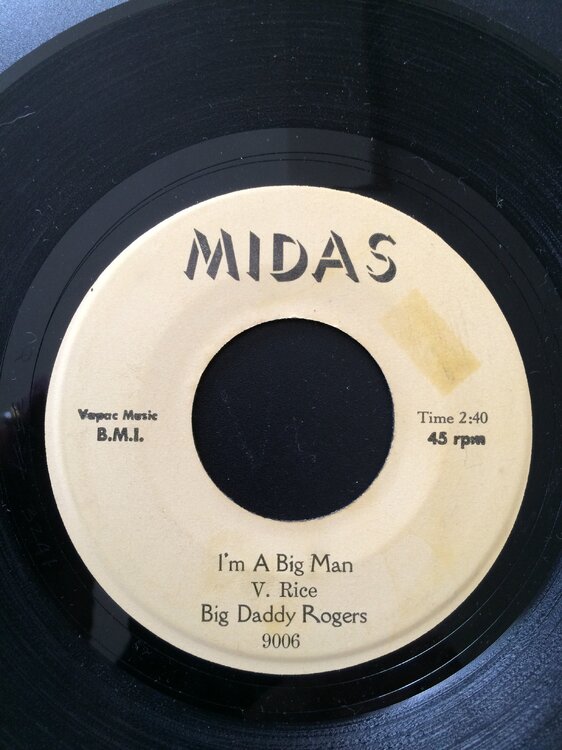 MIDAS
Vapac Music
B.M.I.
Time 2:40
45 rpm
I'm A Big Man
V. Rice
Big Daddy Rogers
9006